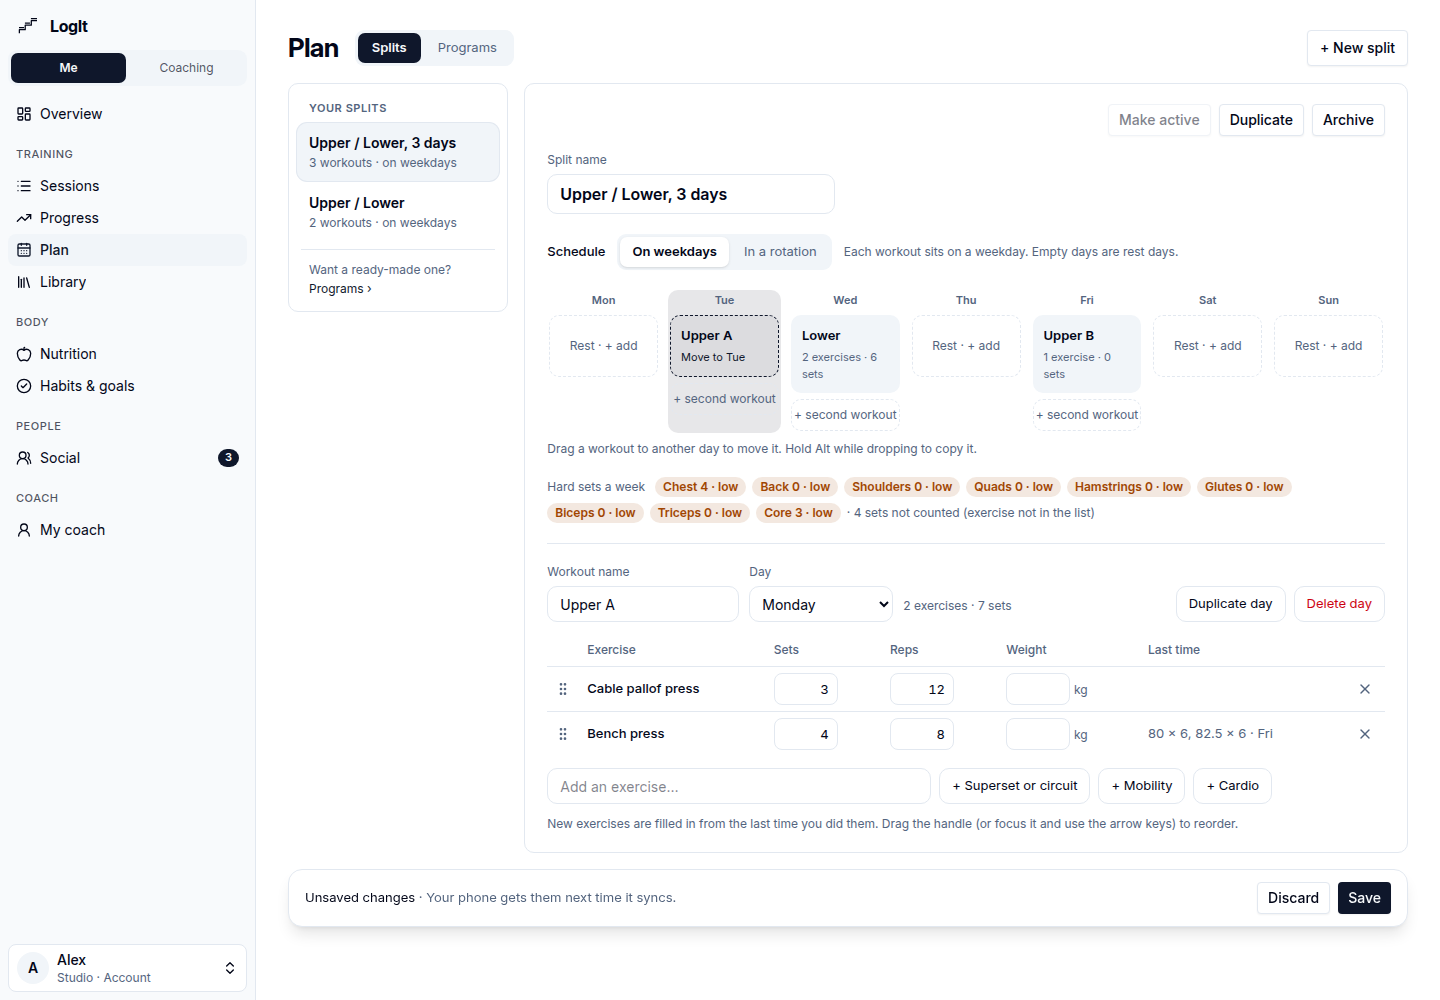 LogIt
Me
Coaching
Overview
TRAINING
Sessions
Progress
Plan
Library
BODY
Nutrition
Habits & goals
PEOPLE
Social
3
COACH
My coach
A
Alex
Studio · Account
Plan
Splits
Programs
+ New split
YOUR SPLITS
Upper / Lower, 3 days
3 workouts · on weekdays
Upper / Lower
2 workouts · on weekdays
Want a ready-made one?
Programs ›
Make active
Duplicate
Archive
Split name
Upper / Lower, 3 days
Schedule
On weekdays
In a rotation
Each workout sits on a weekday. Empty days are rest days.
Mon
Tue
Wed
Thu
Fri
Sat
Sun
Rest · + add
Upper A
Move to Tue
+ second workout
Lower
2 exercises · 6
sets
+ second workout
Rest · + add
Upper B
1 exercise · 0
sets
+ second workout
Rest · + add
Rest · + add
Drag a workout to another day to move it. Hold Alt while dropping to copy it.
Hard sets a week
Chest 4 · low
Back 0 · low
Shoulders 0 · low
Quads 0 · low
Hamstrings 0 · low
Glutes 0 · low
Biceps 0 · low
Triceps 0 · low
Core 3 · low
· 4 sets not counted (exercise not in the list)
Workout name
Day
Upper A
Monday
2 exercises · 7 sets
Duplicate day
Delete day
Exercise
Sets
Reps
Weight
Last time
Cable pallof press
3
12
kg
Bench press
4
8
kg
80 × 6, 82.5 × 6 · Fri
Add an exercise...
+ Superset or circuit
+ Mobility
+ Cardio
New exercises are filled in from the last time you did them. Drag the handle (or focus it and use the arrow keys) to reorder.
Unsaved changes · Your phone gets them next time it syncs.
Discard
Save